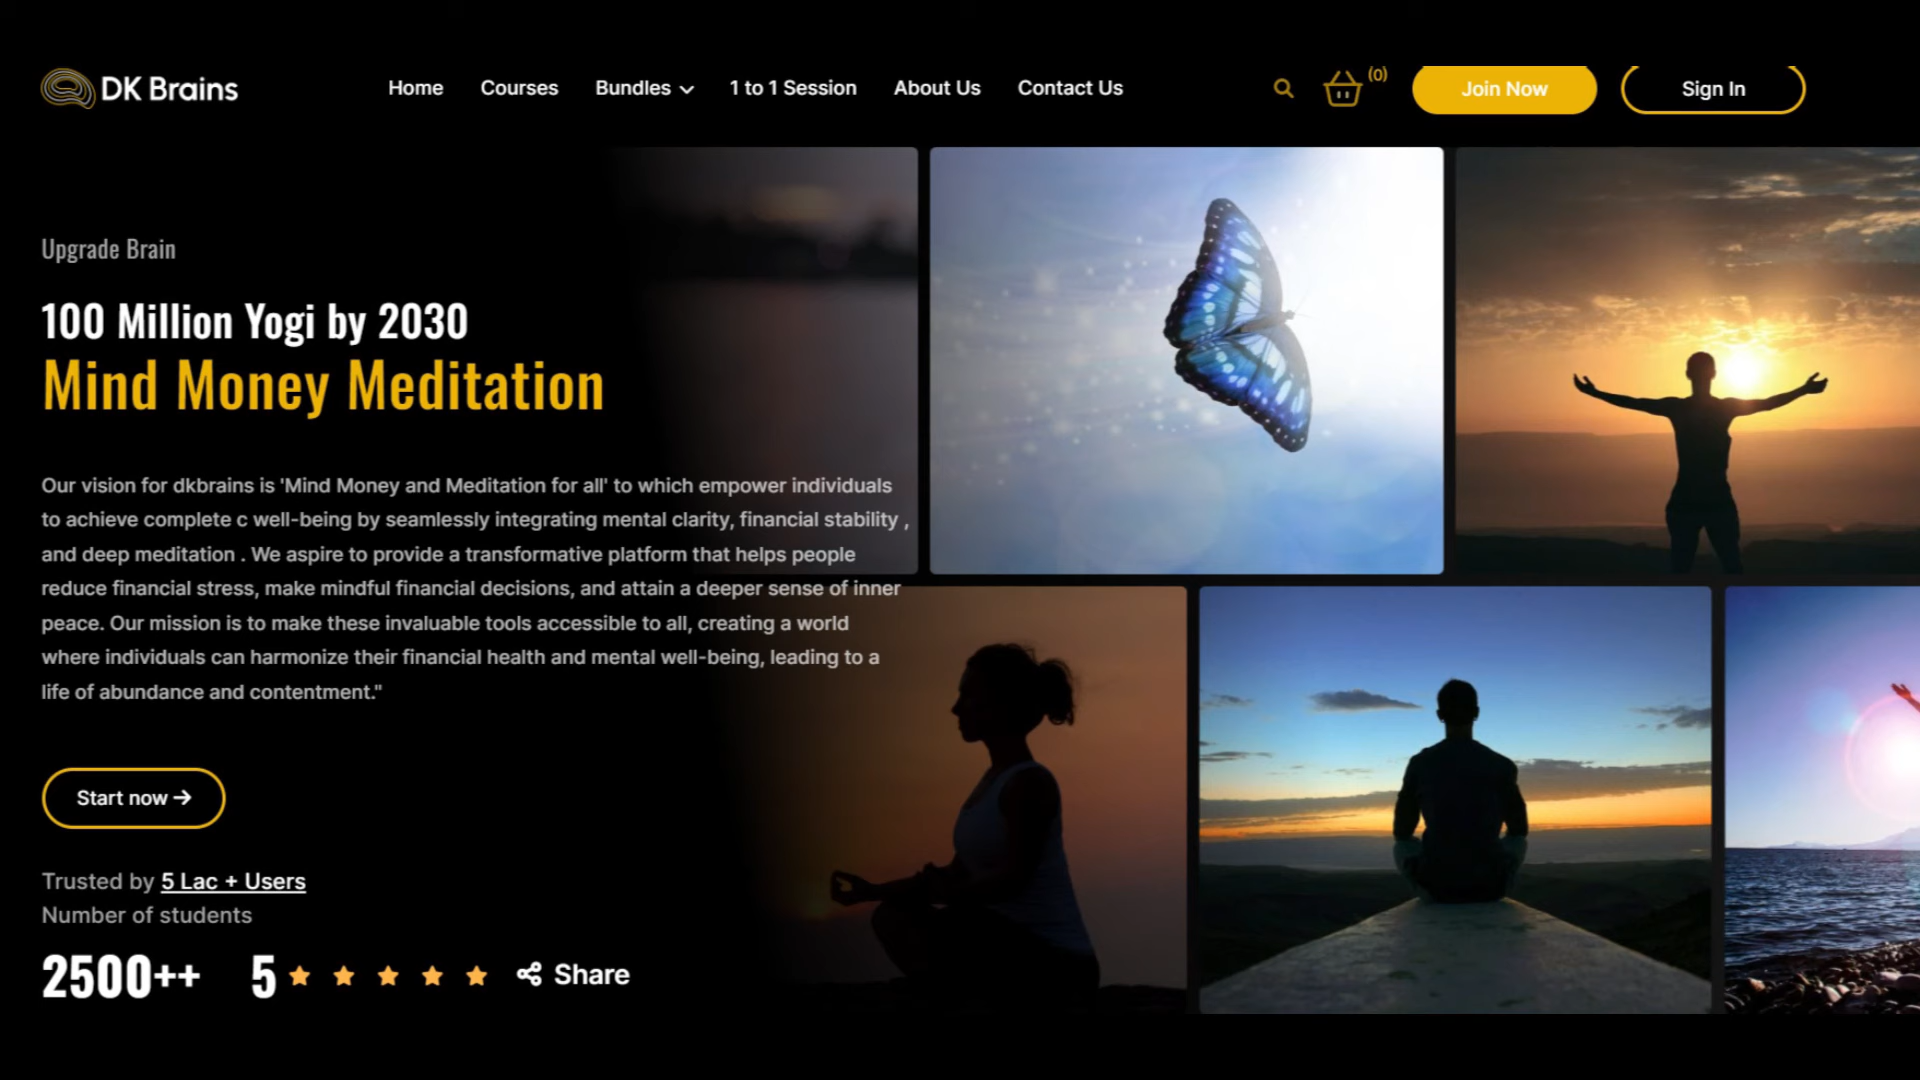 DK Brains
Home Courses Bundles 1 to 1 Session About Us Contact Us (0) Join Now Sign In
Upgrade Brain
100 Million Yogi by 2030
Mind Money Meditation
Our vision for dkbrains is 'Mind Money and Meditation for all' to which empower individuals
to achieve complete c well-being by seamlessly integrating mental clarity, financial stability ,
and deep meditation . We aspire to provide a transformative platform that helps people
reduce financial stress, make mindful financial decisions, and attain a deeper sense of inner
peace. Our mission is to make these invaluable tools accessible to all, creating a world
where individuals can harmonize their financial health and mental well-being, leading to a
life of abundance and contentment."
Start now →
Trusted by 5 Lac + Users
Number of students
2500++ 5 ★ ★ ★ ★ ★ Share